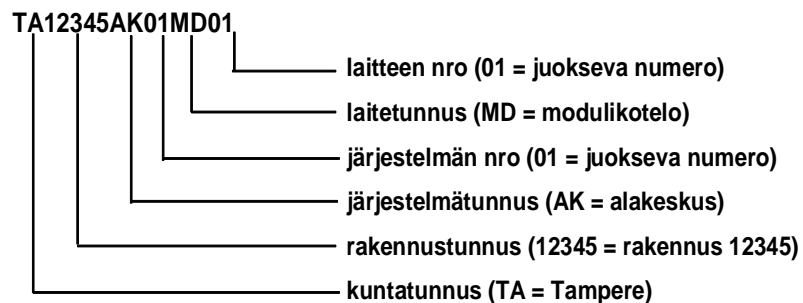 TA12345AK01MD01
laitteen nro (01 = juokseva numero)
laitetunnus (MD = modulikotelo)
järjestelmän nro (01 = juokseva numero)
järjestelmätunnus (AK = alakeskus)
rakennustunnus (12345 = rakennus 12345)
kuntatunnus (TA = Tampere)